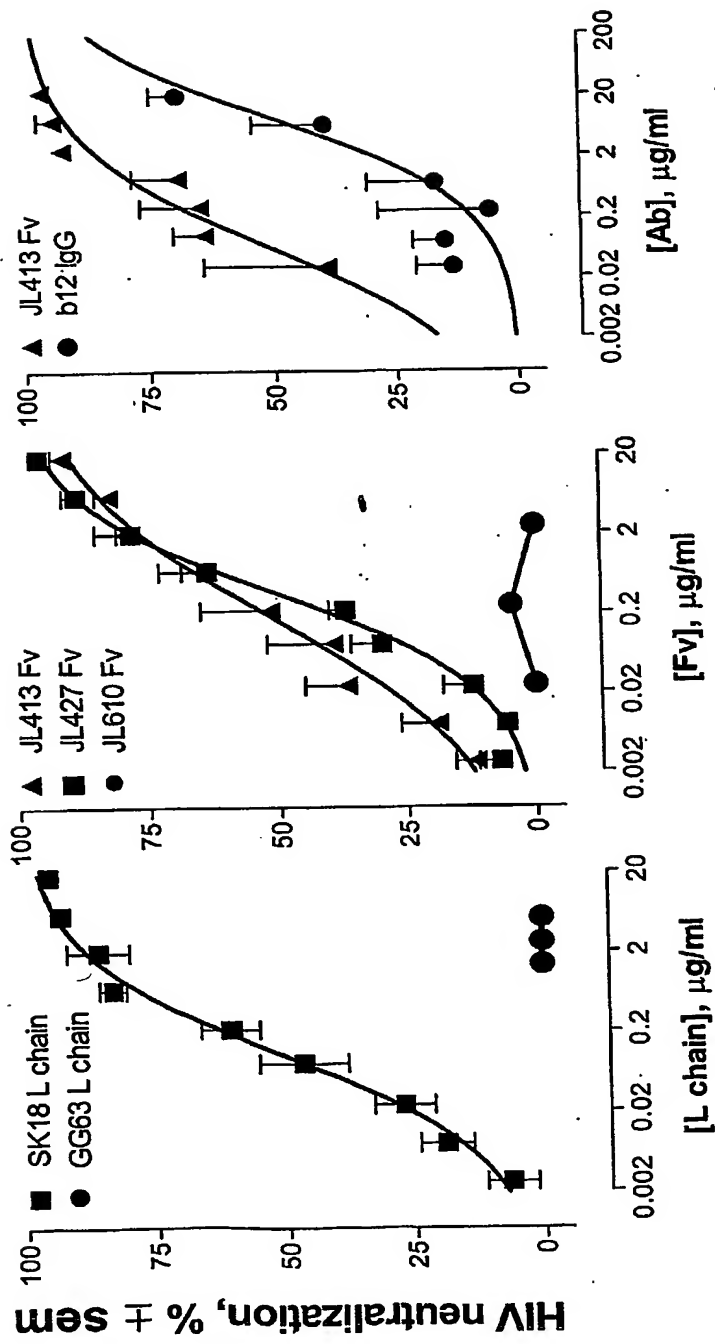 HIV neutralization, % ± sem
100
75
50
25
0
■ SK18 L chain
● GG63 L chain
0.002 0.02 0.2 2 20
[L chain], μg/ml
100
75
50
25
0
▲ JL413 Fv
■ JL427 Fv
● JL610 Fv
0.002 0.02 0.2 2 20
[Fv], μg/ml
100
75
50
25
0
▲ JL413 Fv
● b12 IgG
0.002 0.02 0.2 2 20 200
[Ab], μg/ml